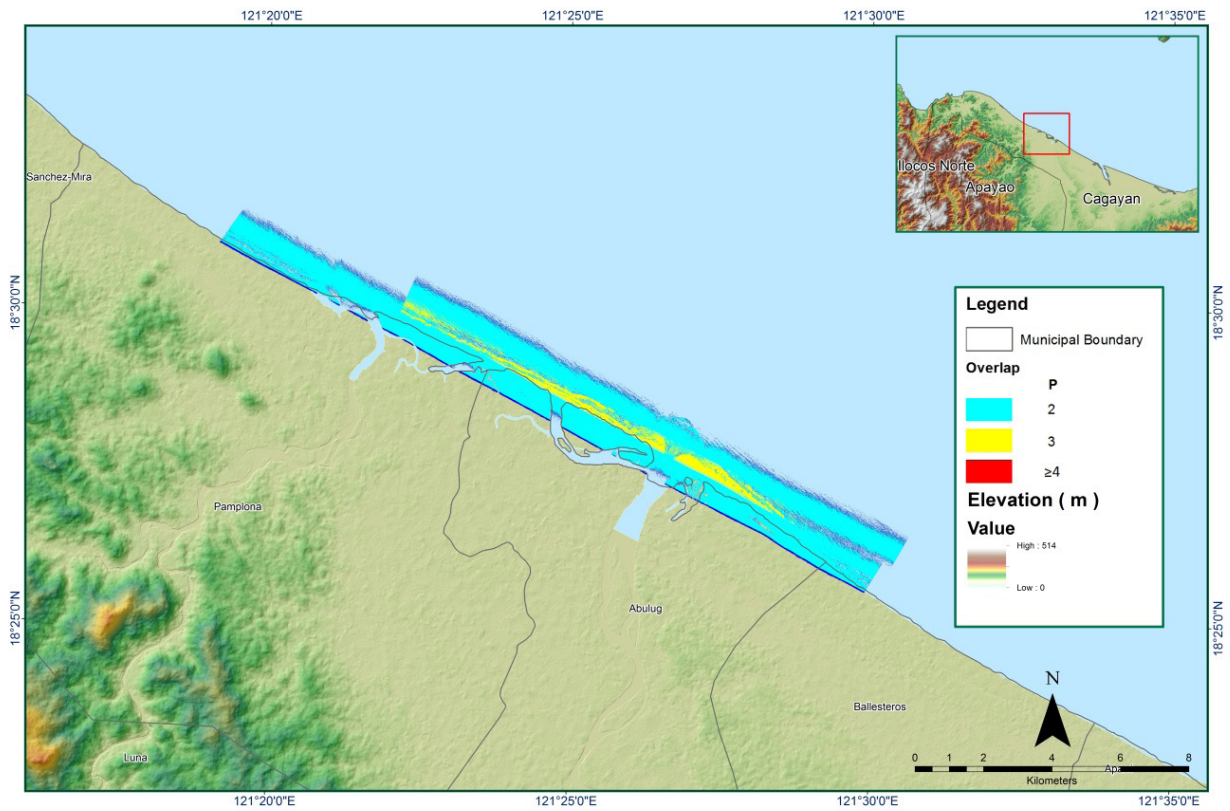 121°20'0"E 121°25'0"E 121°30'0"E 121°35'0"E
Ilocos Norte
Apayao
Cagayan
Sanchez-Mira
18°30'0"N 18°30'0"N
Legend
Municipal Boundary
Overlap
P
2
3
≥4
Elevation ( m )
Value
High : 514
Low : 0
Pamplona
Abulug
18°25'0"N 18°25'0"N
N
Ballesteros
Luna
0 1 2 4 6 8
Kilometers
Apa
121°20'0"E 121°25'0"E 121°30'0"E 121°35'0"E